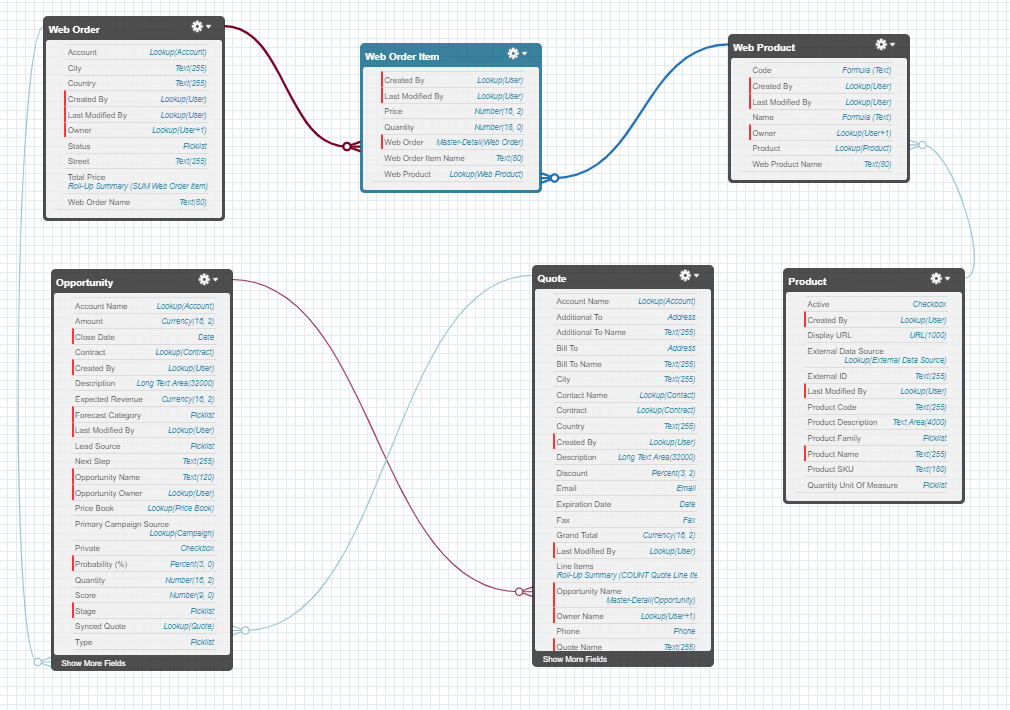 Web Order
Account Lookup(Account)
City Text(255)
Country Text(255)
Created By Lookup(User)
Last Modified By Lookup(User)
Owner Lookup(User+1)
Status Picklist
Street Text(255)
Total Price
Roll-Up Summary (SUM Web Order Item)
Web Order Name Text(80)
Web Order Item
Created By Lookup(User)
Last Modified By Lookup(User)
Price Number(16, 2)
Quantity Number(18, 0)
Web Order Master-Detail(Web Order)
Web Order Item Name Text(80)
Web Product Lookup(Web Product)
Web Product
Code Formula (Text)
Created By Lookup(User)
Last Modified By Lookup(User)
Name Formula (Text)
Owner Lookup(User+1)
Product Lookup(Product)
Web Product Name Text(80)
Opportunity
Account Name Lookup(Account)
Amount Currency(16, 2)
Close Date Date
Contract Lookup(Contract)
Created By Lookup(User)
Description Long Text Area(32000)
Expected Revenue Currency(16, 2)
Forecast Category Picklist
Last Modified By Lookup(User)
Lead Source Picklist
Next Step Text(255)
Opportunity Name Text(120)
Opportunity Owner Lookup(User)
Price Book Lookup(Price Book)
Primary Campaign Source
Lookup(Campaign)
Private Checkbox
Probability (%) Percent(3, 0)
Quantity Number(16, 2)
Score Number(9, 0)
Stage Picklist
Synced Quote Lookup(Quote)
Type Picklist
Show More Fields
Quote
Account Name Lookup(Account)
Additional To Address
Additional To Name Text(255)
Bill To Address
Bill To Name Text(255)
City Text(255)
Contact Name Lookup(Contact)
Contract Lookup(Contract)
Country Text(255)
Created By Lookup(User)
Description Long Text Area(32000)
Discount Percent(3, 2)
Email Email
Expiration Date Date
Fax Fax
Grand Total Currency(16, 2)
Last Modified By Lookup(User)
Line Items
Roll-Up Summary (COUNT Quote Line Ite
Opportunity Name
Master-Detail(Opportunity)
Owner Name Lookup(User+1)
Phone Phone
Quote Name Text(255)
Show More Fields
Product
Active Checkbox
Created By Lookup(User)
Display URL URL(1000)
External Data Source
Lookup(External Data Source)
External ID Text(255)
Last Modified By Lookup(User)
Product Code Text(255)
Product Description Text Area(4000)
Product Family Picklist
Product Name Text(255)
Product SKU Text(180)
Quantity Unit Of Measure Picklist